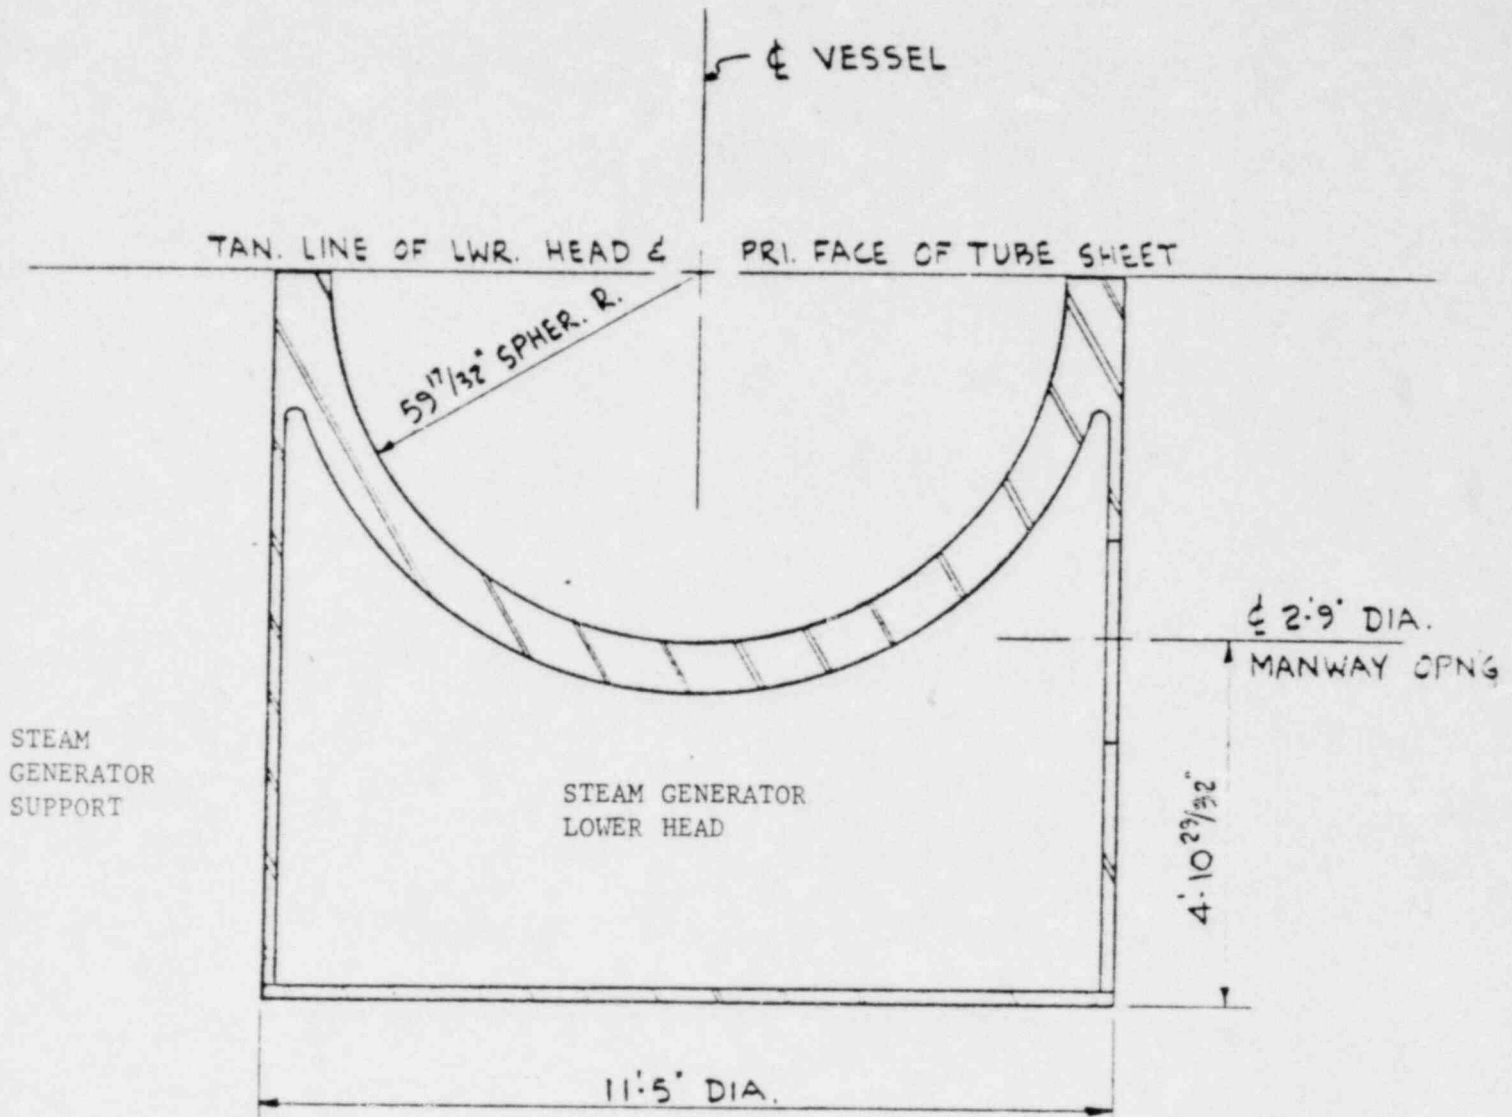 ℄ VESSEL
TAN. LINE OF LWR. HEAD & PRI. FACE OF TUBE SHEET
59 17/32" SPHER. R.
℄ 2'-9" DIA.
MANWAY OPNG
STEAM
GENERATOR
SUPPORT
STEAM GENERATOR
LOWER HEAD
4'-10 29/32"
11'-5" DIA.